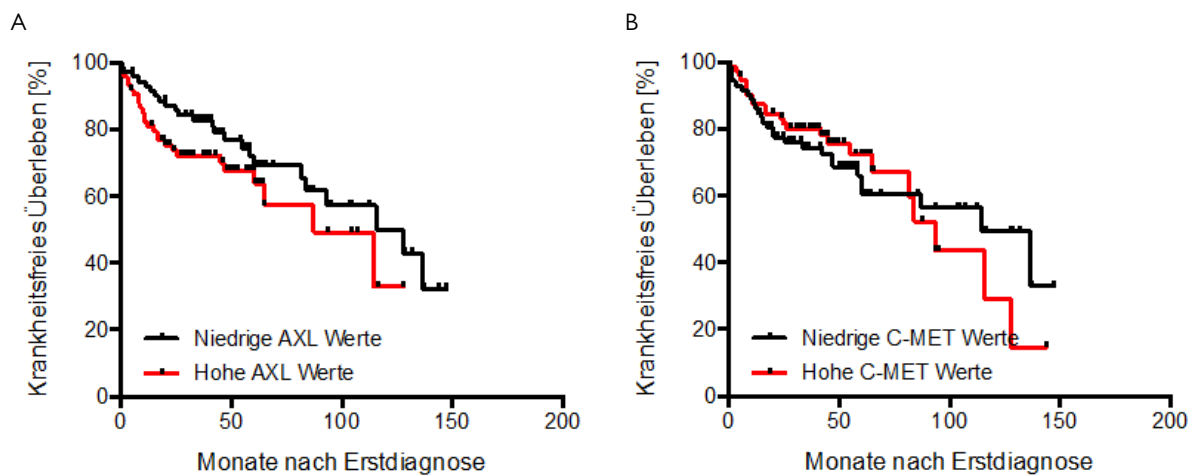 A
Krankheitsfreies Überleben [%]
100
80
60
40
20
0
Niedrige AXL Werte
Hohe AXL Werte
0 50 100 150 200
Monate nach Erstdiagnose
B
Krankheitsfreies Überleben [%]
100
80
60
40
20
0
Niedrige C-MET Werte
Hohe C-MET Werte
0 50 100 150 200
Monate nach Erstdiagnose